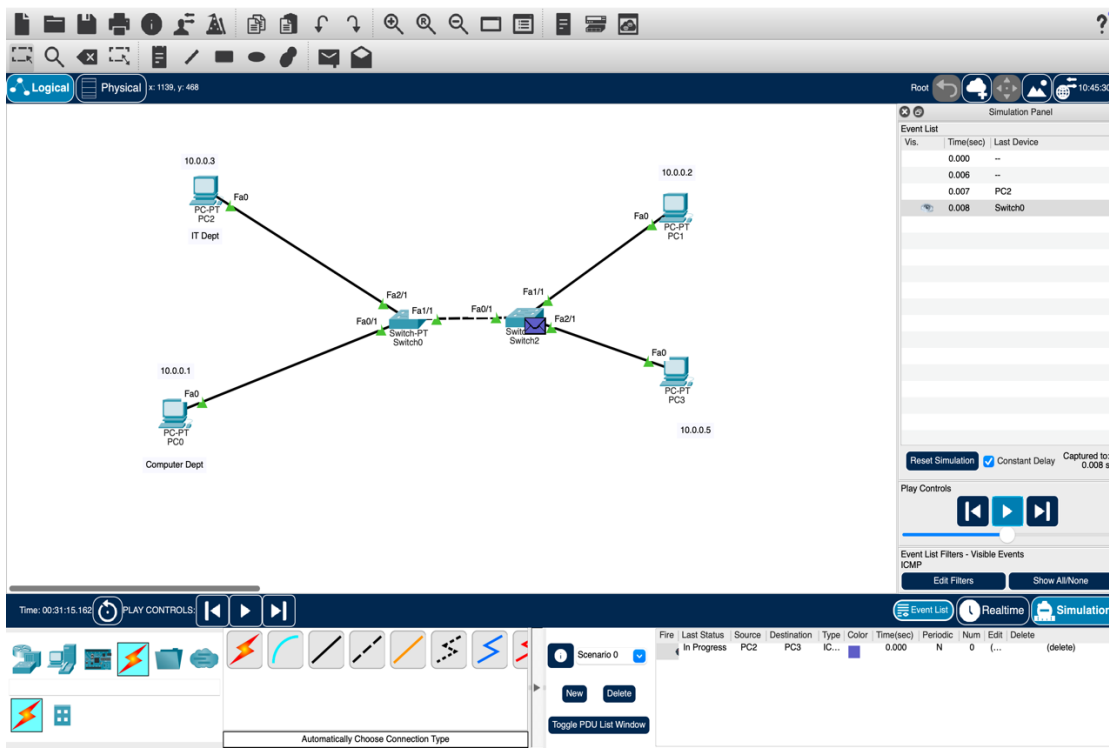 ?
Logical
Physical
x: 1139, y: 468
Root
10:45:30
Simulation Panel
Event List
Vis. Time(sec) Last Device
0.000 --
0.006 --
0.007 PC2
0.008 Switch0
10.0.0.3
Fa0
PC-PT
PC2
IT Dept
10.0.0.2
Fa0
PC-PT
PC1
Fa2/1
Fa1/1
Fa0/1
Switch-PT
Switch0
Fa0/1
Fa1/1
Fa2/1
Switch2
Fa0
PC-PT
PC3
10.0.0.5
10.0.0.1
Fa0
PC-PT
PC0
Computer Dept
Reset Simulation
Constant Delay
Captured to:
0.008 s
Play Controls
Event List Filters - Visible Events
ICMP
Edit Filters
Show All/None
Time: 00:31:15.162
PLAY CONTROLS:
Event List
Realtime
Simulation
Scenario 0
New
Delete
Toggle PDU List Window
Fire Last Status Source Destination Type Color Time(sec) Periodic Num Edit Delete
In Progress PC2 PC3 IC... 0.000 N 0 (... (delete)
Automatically Choose Connection Type